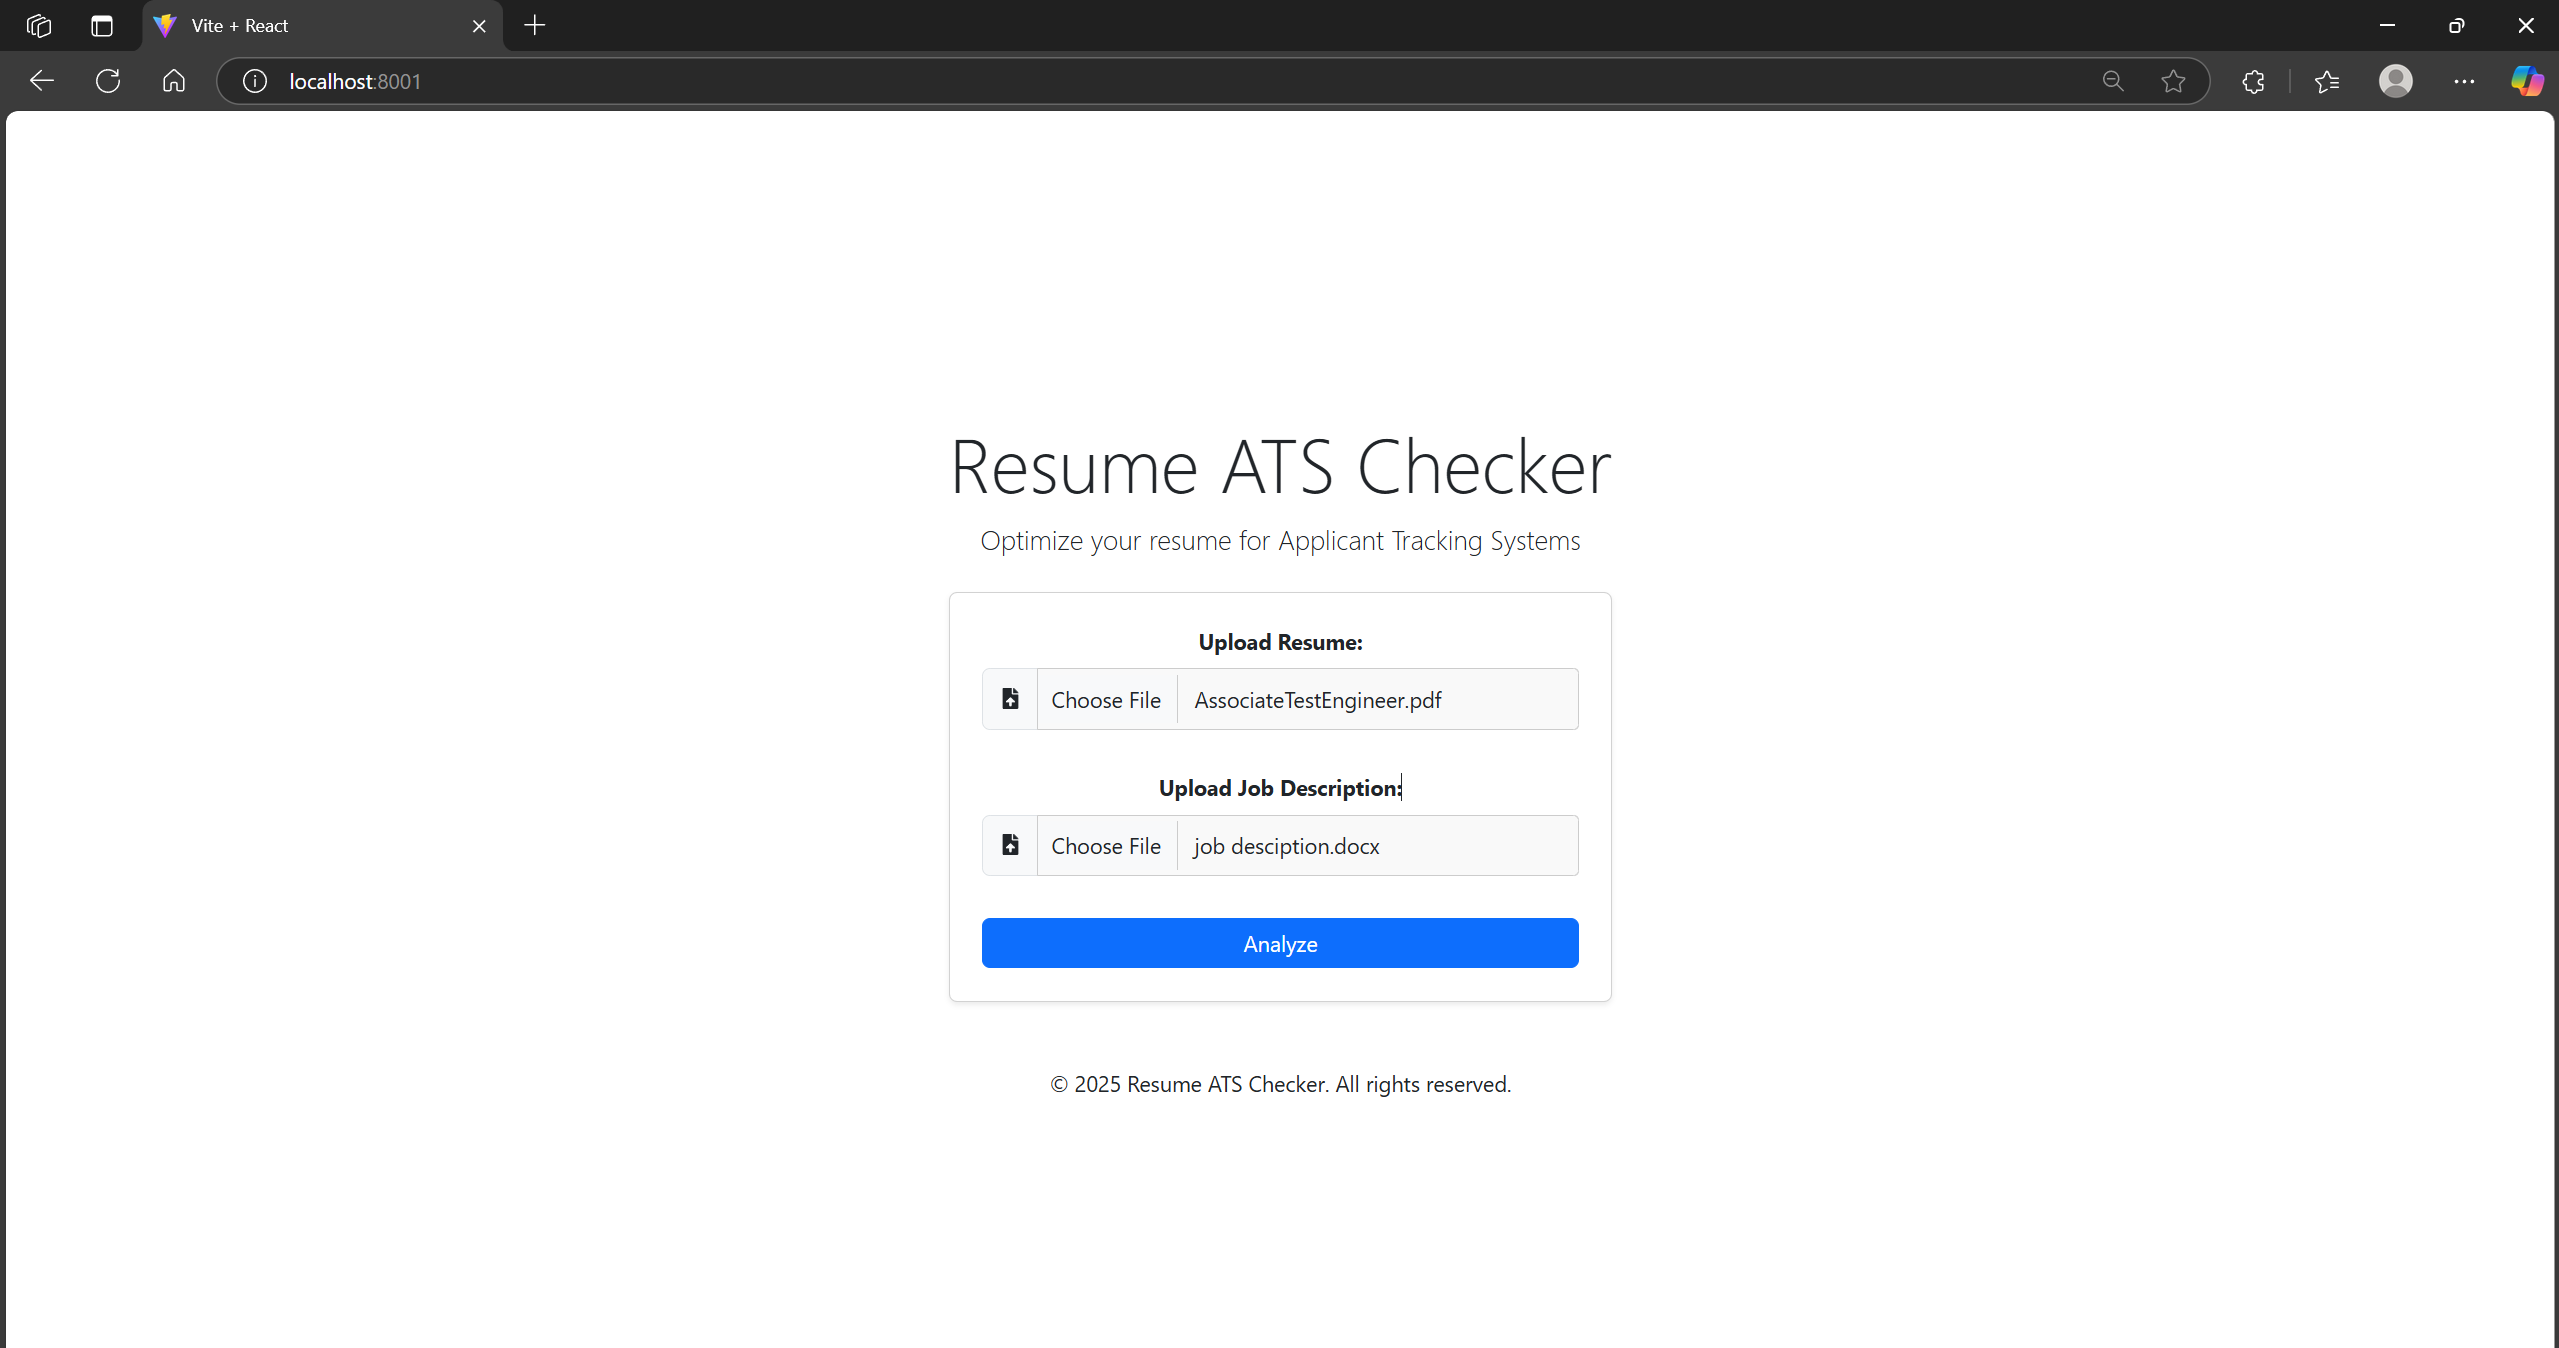 Vite + React
localhost:8001
Resume ATS Checker
Optimize your resume for Applicant Tracking Systems
Upload Resume:
Choose File AssociateTestEngineer.pdf
Upload Job Description:
Choose File job desciption.docx
Analyze
© 2025 Resume ATS Checker. All rights reserved.